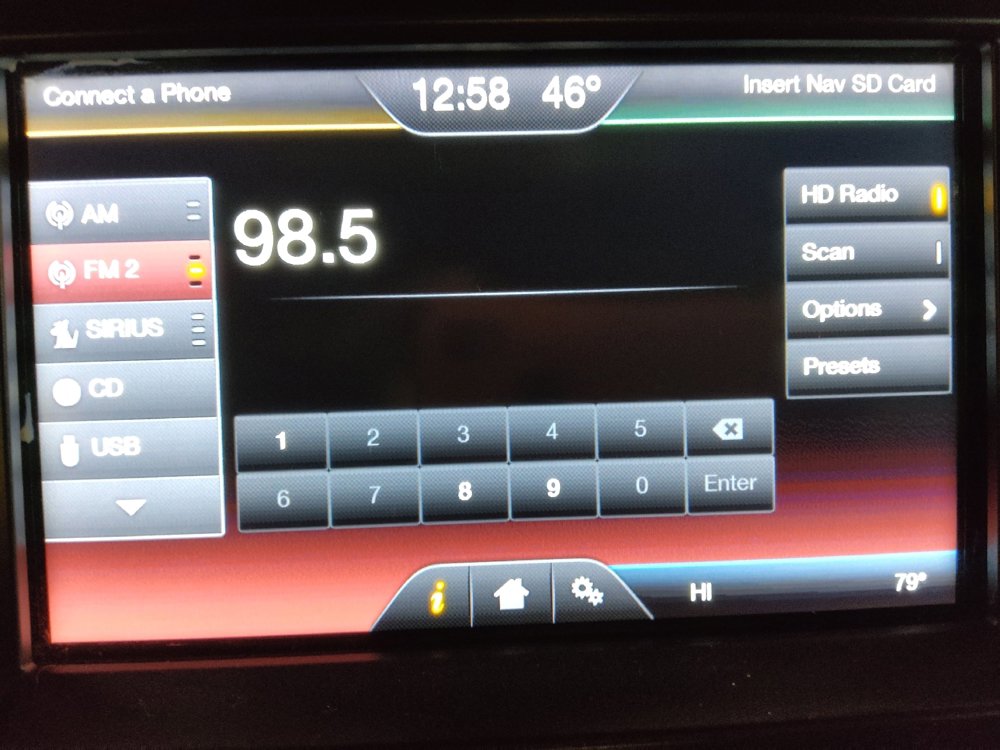 Connect a Phone
12:58 46°
Insert Nav SD Card
AM
FM 2
SIRIUS
CD
USB
98.5
HD Radio
Scan
Options
Presets
1 2 3 4 5
6 7 8 9 0 Enter
i
HI
79°